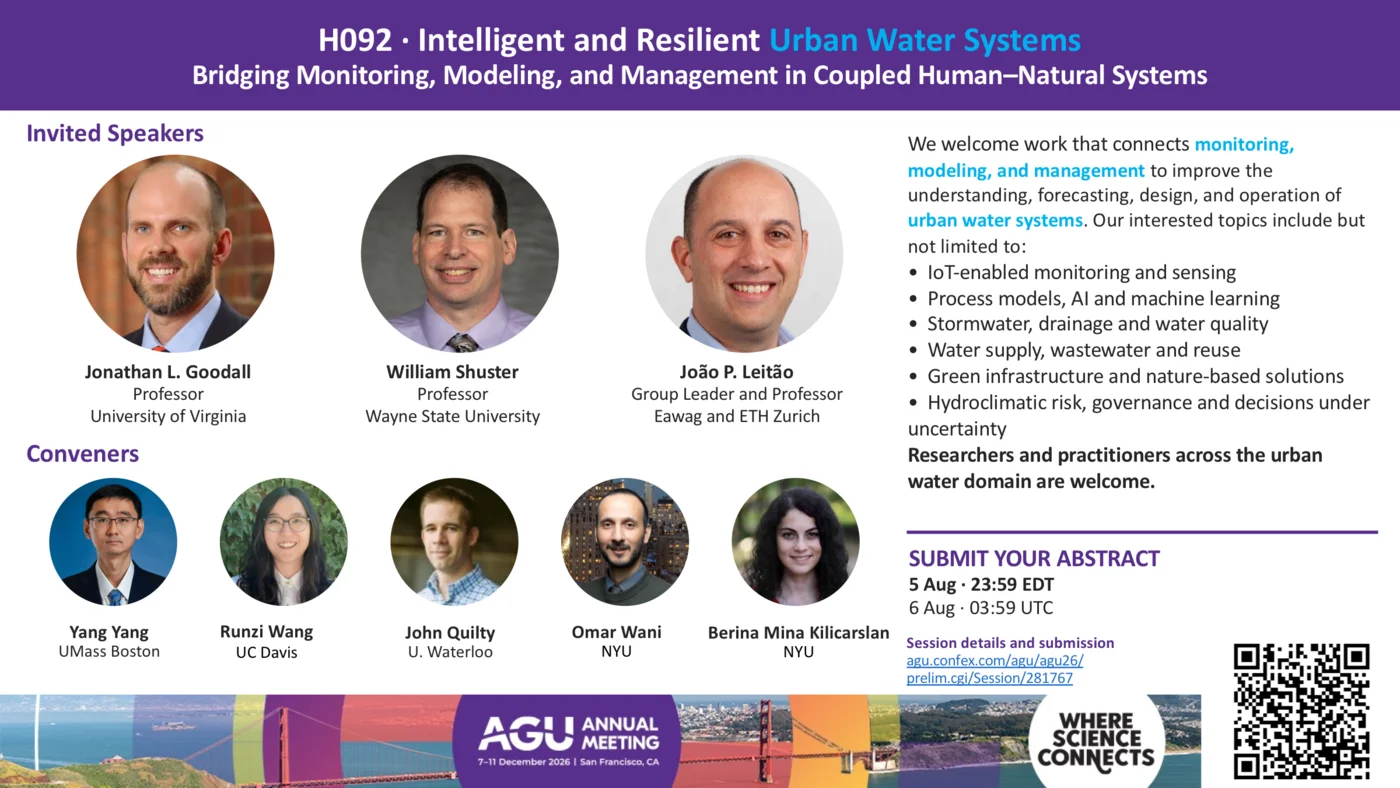 H092 · Intelligent and Resilient Urban Water Systems
Bridging Monitoring, Modeling, and Management in Coupled Human–Natural Systems
Invited Speakers
Jonathan L. Goodall
Professor
University of Virginia
William Shuster
Professor
Wayne State University
João P. Leitão
Group Leader and Professor
Eawag and ETH Zurich
Conveners
Yang Yang
UMass Boston
Runzi Wang
UC Davis
John Quilty
U. Waterloo
Omar Wani
NYU
Berina Mina Kilicarslan
NYU
We welcome work that connects monitoring,
modeling, and management to improve the
understanding, forecasting, design, and operation of
urban water systems. Our interested topics include but
not limited to:
• IoT-enabled monitoring and sensing
• Process models, AI and machine learning
• Stormwater, drainage and water quality
• Water supply, wastewater and reuse
• Green infrastructure and nature-based solutions
• Hydroclimatic risk, governance and decisions under
uncertainty
Researchers and practitioners across the urban
water domain are welcome.
SUBMIT YOUR ABSTRACT
5 Aug · 23:59 EDT
6 Aug · 03:59 UTC
Session details and submission
agu.confex.com/agu/agu26/
prelim.cgi/Session/281767
AGU ANNUAL
MEETING
7–11 December 2026 | San Francisco, CA
WHERE
SCIENCE
CONNECTS